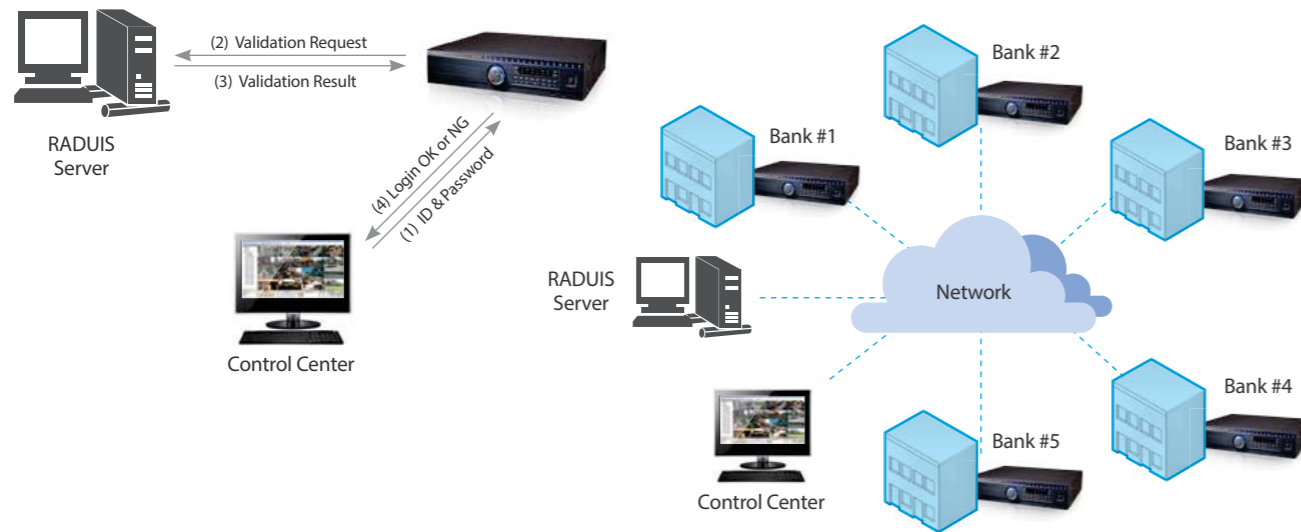 (2) Validation Request
(3) Validation Result
RADUIS
Server
(4) Login OK or NG
(1) ID & Password
Control Center
Bank #2
Bank #1
Bank #3
RADUIS
Server
Network
Bank #4
Bank #5
Control Center